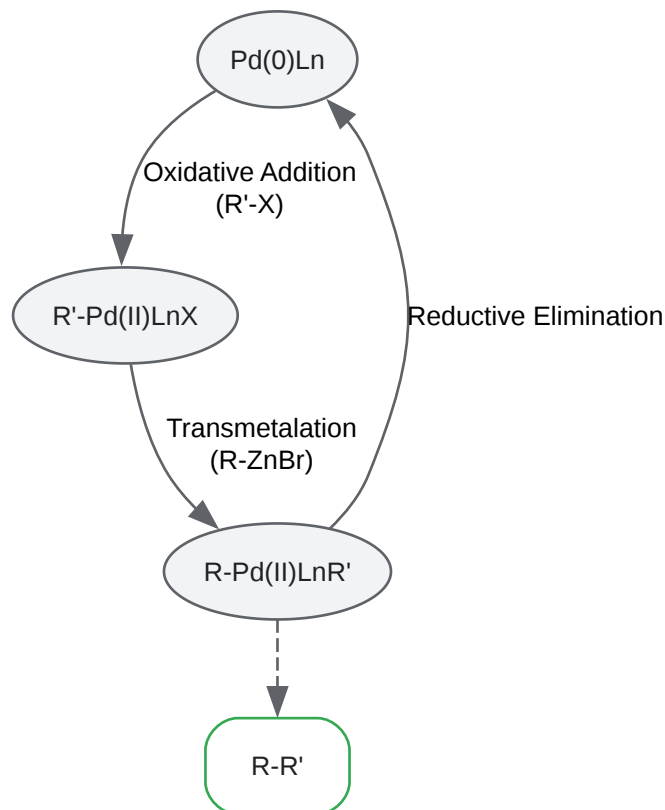 Pd(0)Ln
Oxidative Addition
(R'-X)
R'-Pd(II)LnX
Reductive Elimination
Transmetalation
(R-ZnBr)
R-Pd(II)LnR'
R-R'